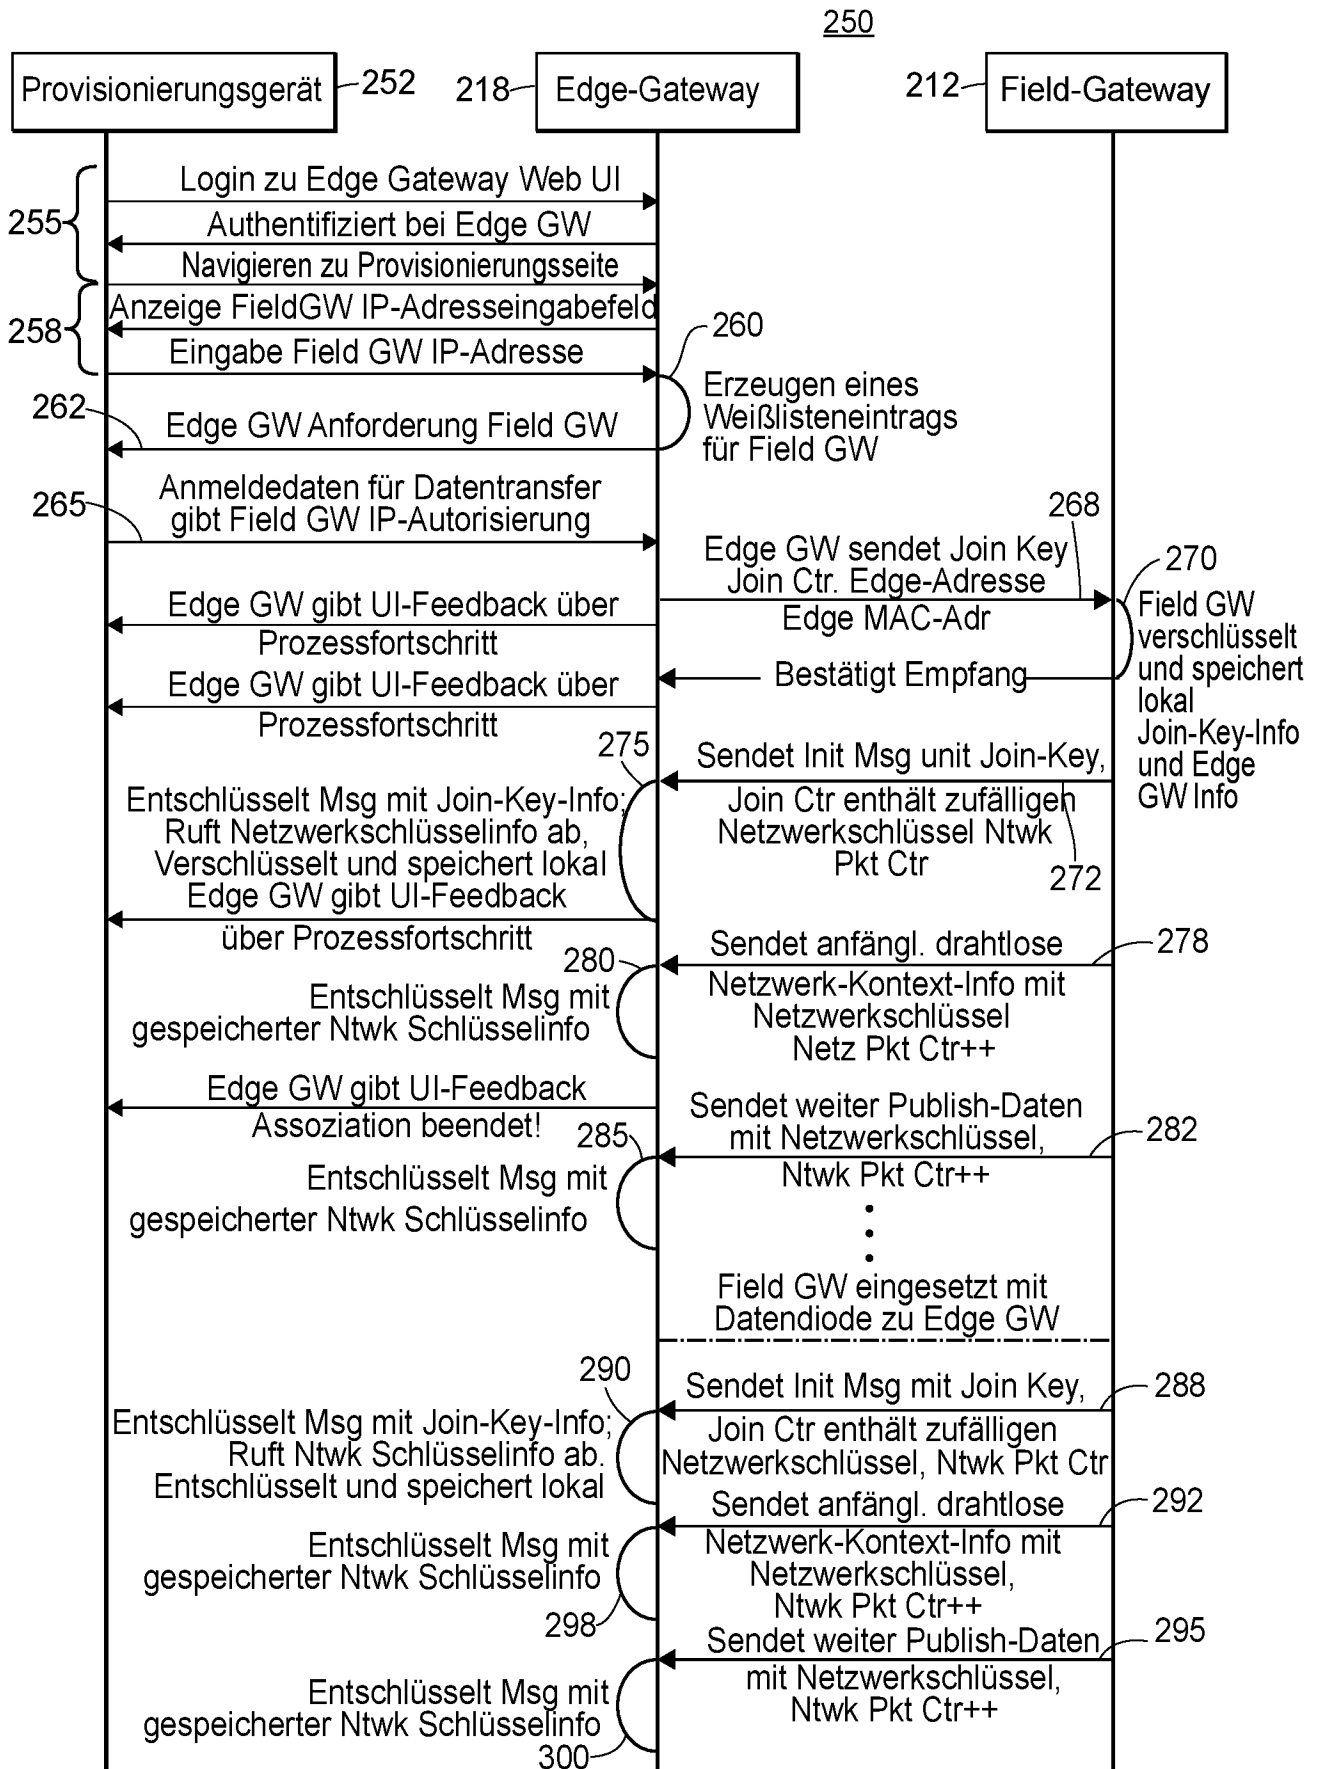 250
Provisionierungsgerät
252
218
Edge-Gateway
212
Field-Gateway
255
Login zu Edge Gateway Web UI
Authentifiziert bei Edge GW
Navigieren zu Provisionierungsseite
258
Anzeige FieldGW IP-Adresseingabefeld
Eingabe Field GW IP-Adresse
260
Erzeugen eines
Weißlisteneintrags
für Field GW
262
Edge GW Anforderung Field GW
265
Anmeldedaten für Datentransfer
gibt Field GW IP-Autorisierung
268
Edge GW sendet Join Key
Join Ctr. Edge-Adresse
Edge MAC-Adr
270
Field GW
verschlüsselt
und speichert
lokal
Join-Key-Info
und Edge
GW Info
Edge GW gibt UI-Feedback über
Prozessfortschritt
Bestätigt Empfang
Edge GW gibt UI-Feedback über
Prozessfortschritt
275
Sendet Init Msg unit Join-Key,
Join Ctr enthält zufälligen
Netzwerkschlüssel Ntwk
Pkt Ctr
272
Entschlüsselt Msg mit Join-Key-Info;
Ruft Netzwerkschlüsselinfo ab,
Verschlüsselt und speichert lokal
Edge GW gibt UI-Feedback
über Prozessfortschritt
278
Sendet anfängl. drahtlose
Netzwerk-Kontext-Info mit
Netzwerkschlüssel
Netz Pkt Ctr++
280
Entschlüsselt Msg mit
gespeicherter Ntwk Schlüsselinfo
Edge GW gibt UI-Feedback
Assoziation beendet!
282
Sendet weiter Publish-Daten
mit Netzwerkschlüssel,
Ntwk Pkt Ctr++
285
Entschlüsselt Msg mit
gespeicherter Ntwk Schlüsselinfo
Field GW eingesetzt mit
Datendiode zu Edge GW
288
Sendet Init Msg mit Join Key,
Join Ctr enthält zufälligen
Netzwerkschlüssel, Ntwk Pkt Ctr
290
Entschlüsselt Msg mit Join-Key-Info;
Ruft Ntwk Schlüsselinfo ab.
Entschlüsselt und speichert lokal
292
Sendet anfängl. drahtlose
Netzwerk-Kontext-Info mit
Netzwerkschlüssel,
Ntwk Pkt Ctr++
Entschlüsselt Msg mit
gespeicherter Ntwk Schlüsselinfo
298
295
Sendet weiter Publish-Daten
mit Netzwerkschlüssel,
Ntwk Pkt Ctr++
Entschlüsselt Msg mit
gespeicherter Ntwk Schlüsselinfo
300